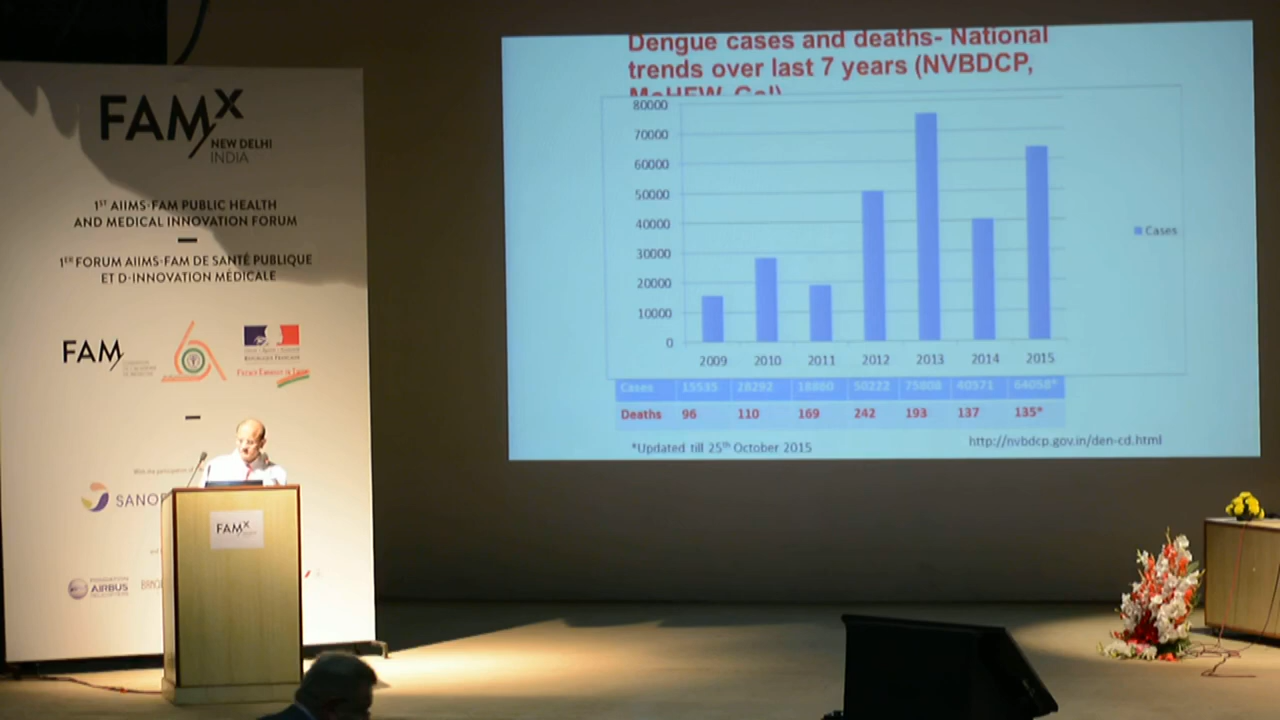 FAMX
NEW DELHI
INDIA
1ST AIIMS-FAM PUBLIC HEALTH
AND MEDICAL INNOVATION FORUM
1ER FORUM AIIMS-FAM DE SANTÉ PUBLIQUE
ET D-INNOVATION MÉDICALE
FAM
SANOF
AIRBUS
FAMX
Dengue cases and deaths- National
trends over last 7 years (NVBDCP,
MoHFW, GoI)
80000
70000
60000
50000
40000
30000
20000
10000
0
Cases
2009 2010 2011 2012 2013 2014 2015
Cases 15535 28292 18860 50222 75808 40571 64058*
Deaths 96 110 169 242 193 137 135*
*Updated till 25th October 2015
http://nvbdcp.gov.in/den-cd.html